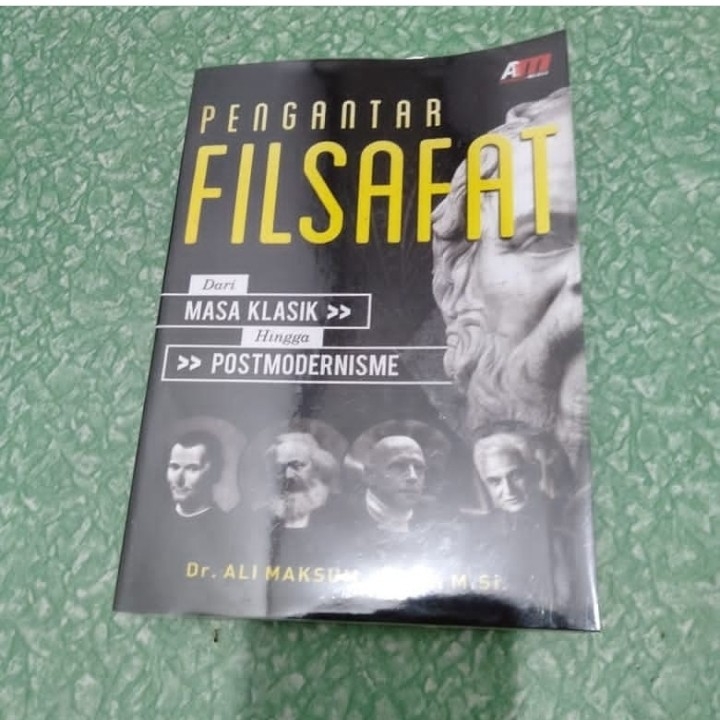 PENGANTAR
FILSAFAT
Dari
MASA KLASIK >>
Hingga
>> POSTMODERNISME
Dr. ALI MAKSUM M.Si.